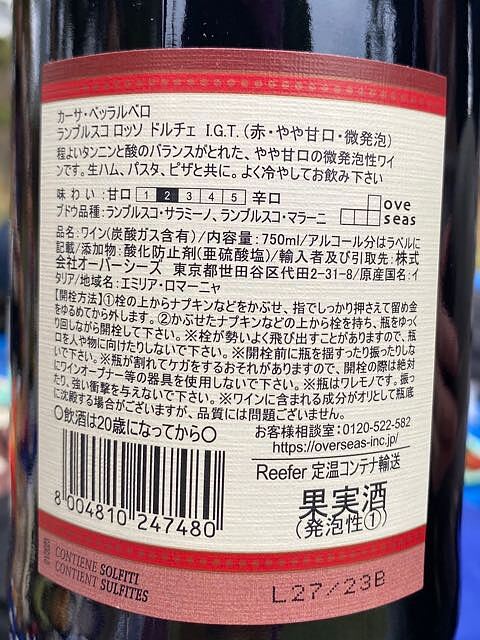 カーサ・ベッラルベロ
ランブルスコ ロッソ ドルチェ I.G.T. (赤・やや甘口・微発泡)
程よいタンニンと酸のバランスがとれた、やや甘口の微発泡性ワイ
ンです。生ハム、パスタ、ピザと共に。よく冷やしてお飲み下さい
味わい:甘口 1 2 3 4 5 辛口
ブドウ品種:ランブルスコ・サラミーノ、ランブルスコ・マラーニ
ove
seas
品名:ワイン(炭酸ガス含有)/内容量:750ml/アルコール分はラベルに
記載/添加物:酸化防止剤(亜硫酸塩)/輸入者及び引取先:株式
会社オーバーシーズ 東京都世田谷区代田2-31-8/原産国名:イ
タリア/地域名:エミリア・ロマーニャ
【開栓方法】①栓の上からナプキンなどをかぶせ、指でしっかり押さえて留め金
をゆるめてから外します。②かぶせたナプキンなどの上から栓を持ち、瓶をゆっく
り回しながら開栓して下さい。※栓が勢いよく飛び出すことがありますので、瓶
口を人や物に向けたりしないで下さい。※開栓前に瓶を揺すったり振ったりしな
いで下さい。※瓶が割れてケガをするおそれがありますので、開栓の際は絶対
にワインオープナー等の器具を使用しないで下さい。※瓶はワレモノです。振っ
たり、強い衝撃を与えないで下さい。※ワインに含まれる成分がオリとして瓶底
に沈殿する場合がございますが、品質には問題ございません。
○飲酒は20歳になってから○
お客様相談室:0120-522-582
https://overseas-inc.jp/
Reefer 定温コンテナ輸送
果実酒
(発泡性①)
8 004810 247480
CONTIENE SOLFITI
CONTIENT SULFITES
L27/23B